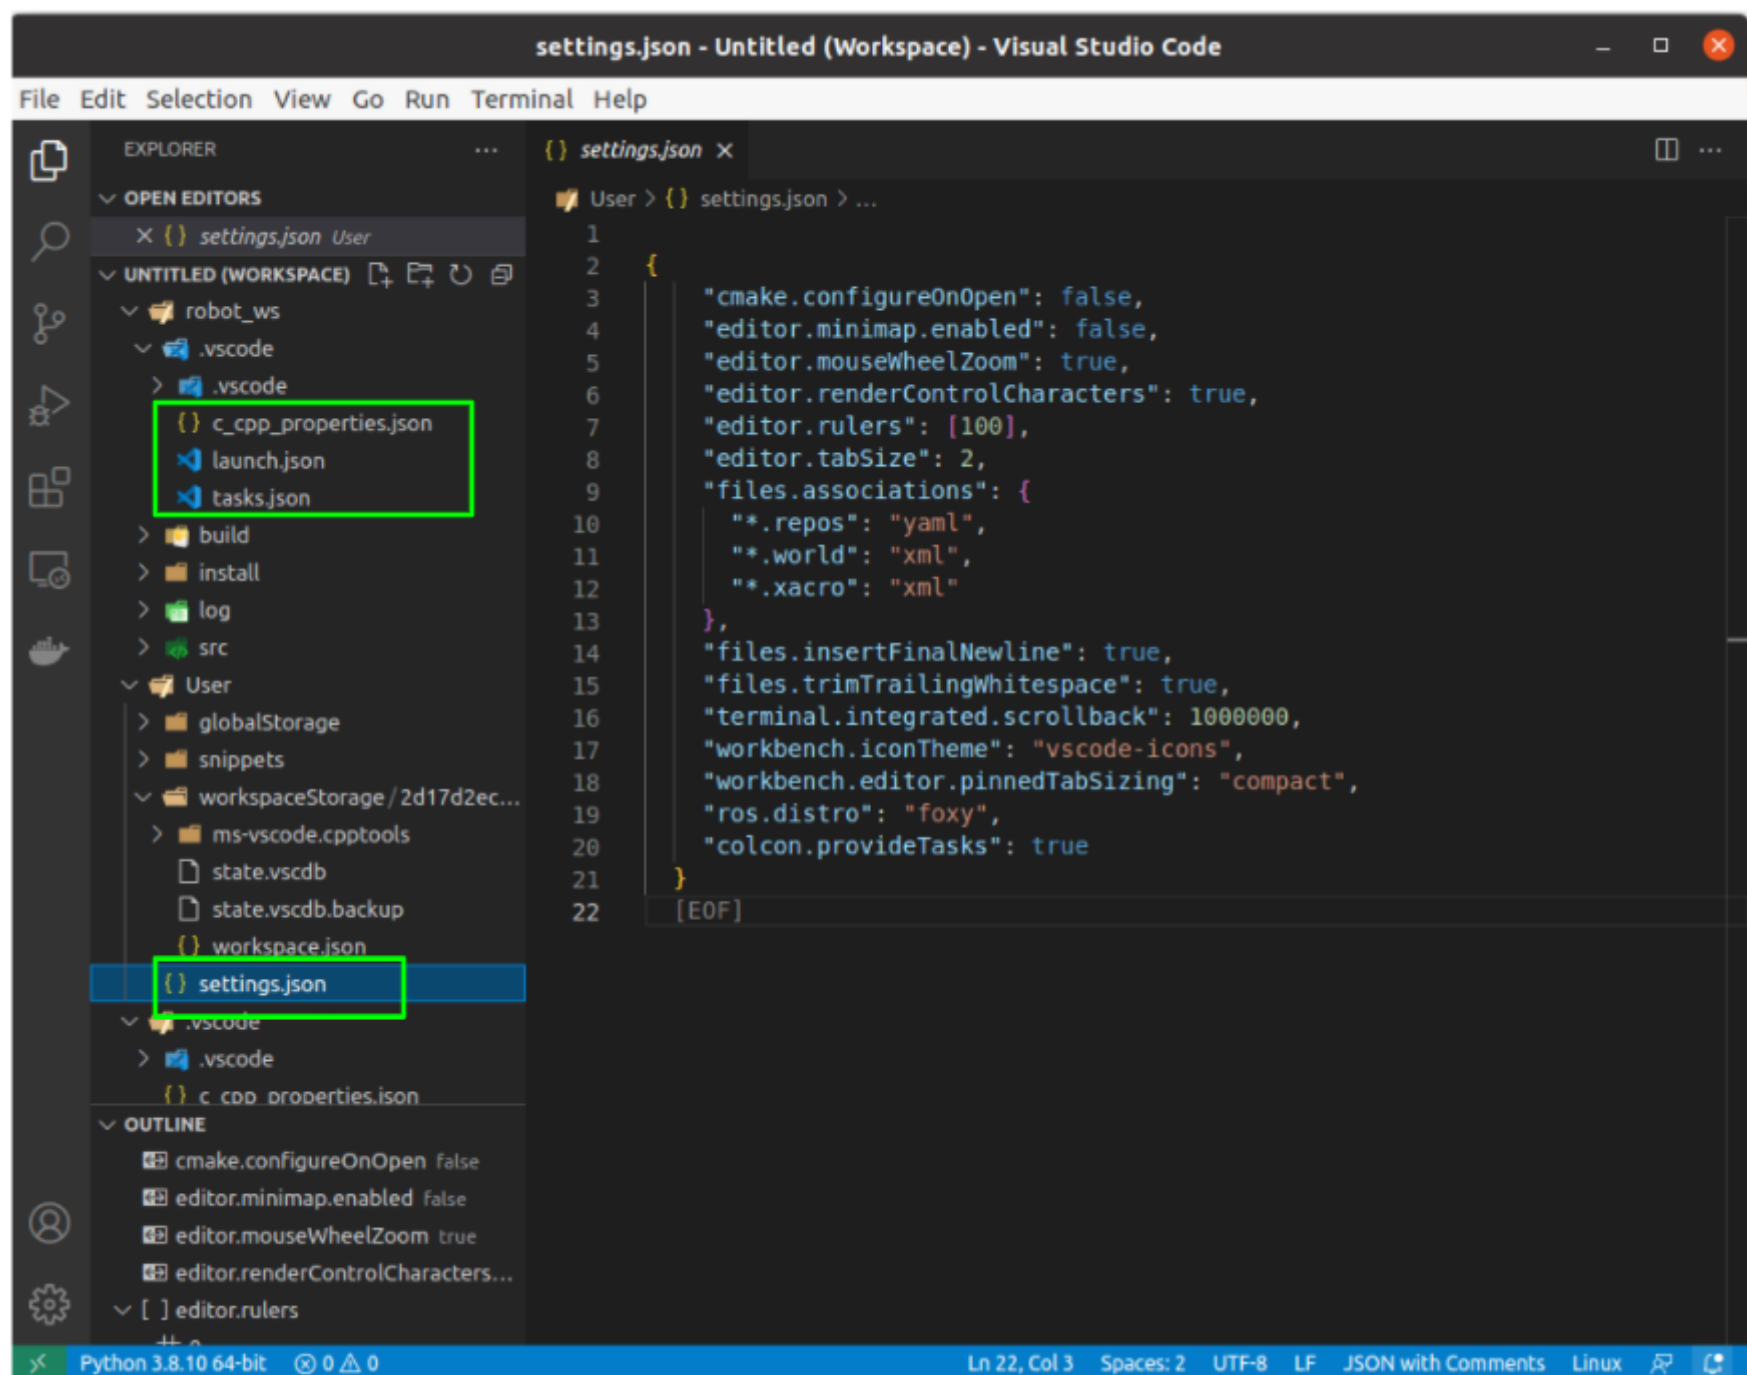 settings.json - Untitled (Workspace) - Visual Studio Code
File Edit Selection View Go Run Terminal Help
EXPLORER
OPEN EDITORS
{} settings.json User
UNTITLED (WORKSPACE)
robot_ws
.vscode
.vscode
{} c_cpp_properties.json
launch.json
tasks.json
build
install
log
src
User
globalStorage
snippets
workspaceStorage/2d17d2ec...
ms-vscode.cpptools
state.vscdb
state.vscdb.backup
{} workspace.json
{} settings.json
.vscode
.vscode
{} c_cpp_properties.json
OUTLINE
cmake.configureOnOpen false
editor.minimap.enabled false
editor.mouseWheelZoom true
editor.renderControlCharacters...
[ ] editor.rulers
{} settings.json
User > {} settings.json > ...
1
2 {
3 "cmake.configureOnOpen": false,
4 "editor.minimap.enabled": false,
5 "editor.mouseWheelZoom": true,
6 "editor.renderControlCharacters": true,
7 "editor.rulers": [100],
8 "editor.tabSize": 2,
9 "files.associations": {
10 "*.repos": "yaml",
11 "*.world": "xml",
12 "*.xacro": "xml"
13 },
14 "files.insertFinalNewline": true,
15 "files.trimTrailingWhitespace": true,
16 "terminal.integrated.scrollback": 1000000,
17 "workbench.iconTheme": "vscode-icons",
18 "workbench.editor.pinnedTabSizing": "compact",
19 "ros.distro": "foxy",
20 "colcon.provideTasks": true
21 }
22 [EOF]
Python 3.8.10 64-bit 0 0 Ln 22, Col 3 Spaces: 2 UTF-8 LF JSON with Comments Linux